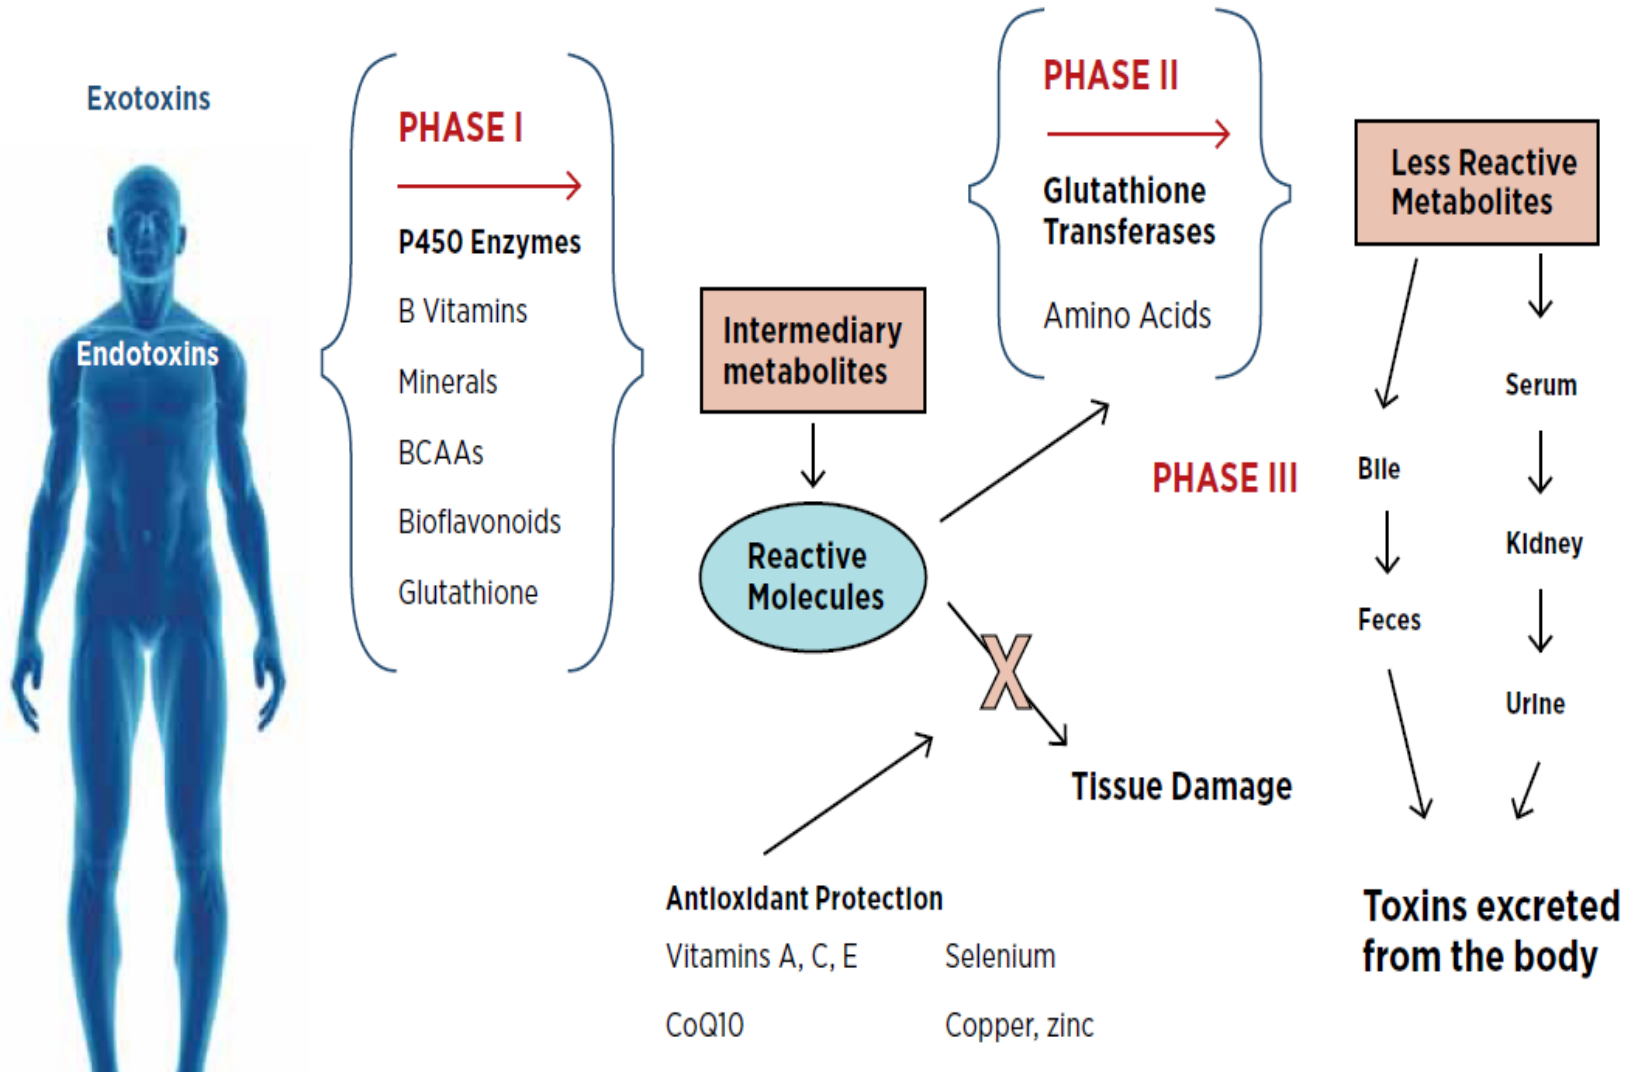 Exotoxins
Endotoxins
PHASE I
P450 Enzymes
B Vitamins
Minerals
BCAAs
Bioflavonoids
Glutathione
Intermediary
metabolites
Reactive
Molecules
PHASE II
Glutathione
Transferases
Amino Acids
PHASE III
X
Tissue Damage
Antioxidant Protection
Vitamins A, C, E
Selenium
CoQ10
Copper, zinc
Less Reactive
Metabolites
Bile
Feces
Serum
Kidney
Urine
Toxins excreted
from the body